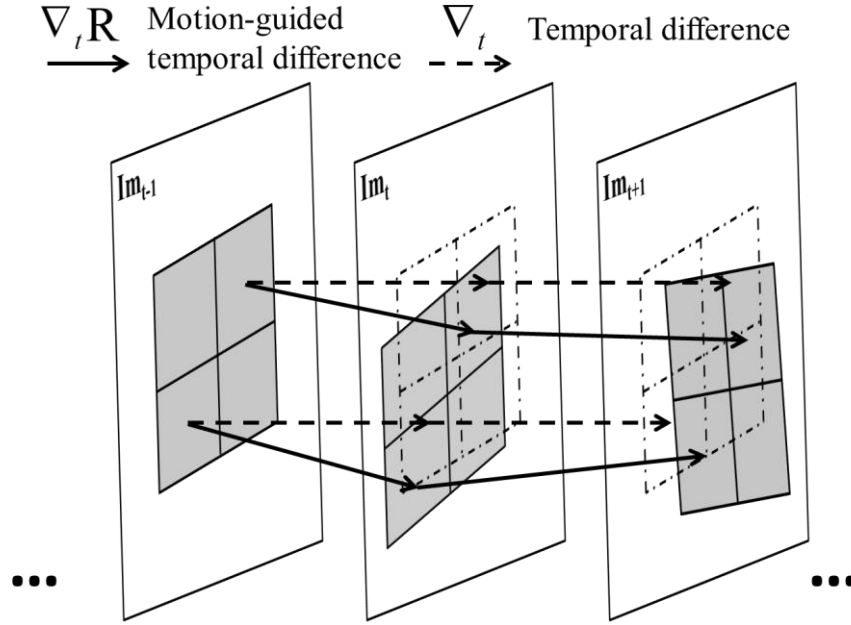 ∇ₜR Motion-guided temporal difference
∇ₜ Temporal difference
Imₜ₋₁
Imₜ
Imₜ₊₁
... ...